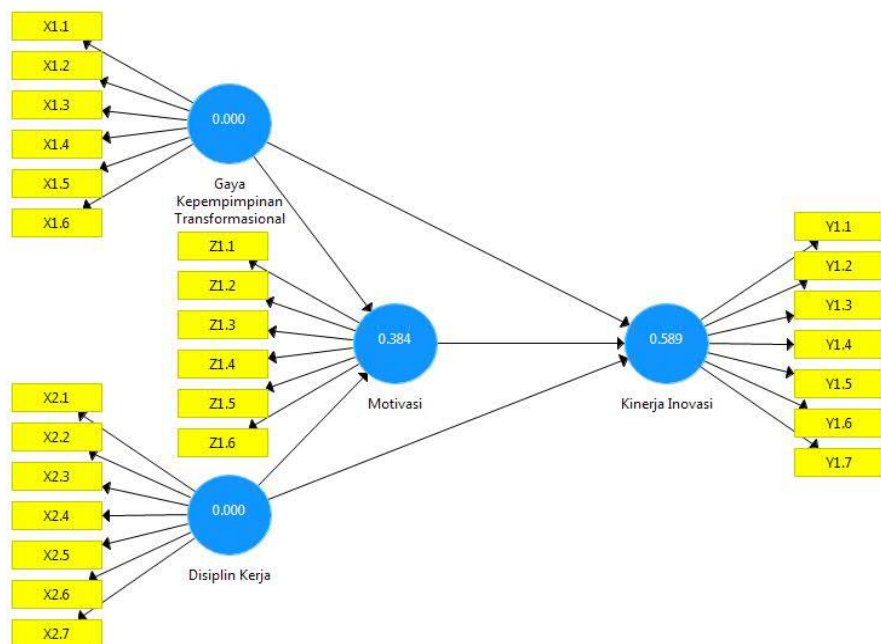 X1.1
X1.2
X1.3
X1.4
X1.5
X1.6
0.000
Gaya
Kepempimpinan
Transformasional
Z1.1
Z1.2
Z1.3
Z1.4
Z1.5
Z1.6
0.384
Motivasi
0.589
Kinerja Inovasi
Y1.1
Y1.2
Y1.3
Y1.4
Y1.5
Y1.6
Y1.7
X2.1
X2.2
X2.3
X2.4
X2.5
X2.6
X2.7
0.000
Disiplin Kerja